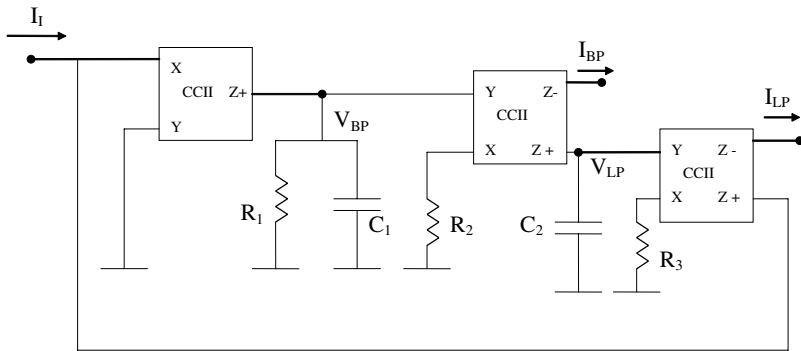 I_I
X
CCII
Z+
Y
V_BP
R_1
C_1
I_BP
Y
Z-
CCII
X
Z +
R_2
V_LP
C_2
I_LP
Y
Z -
CCII
X
Z +
R_3